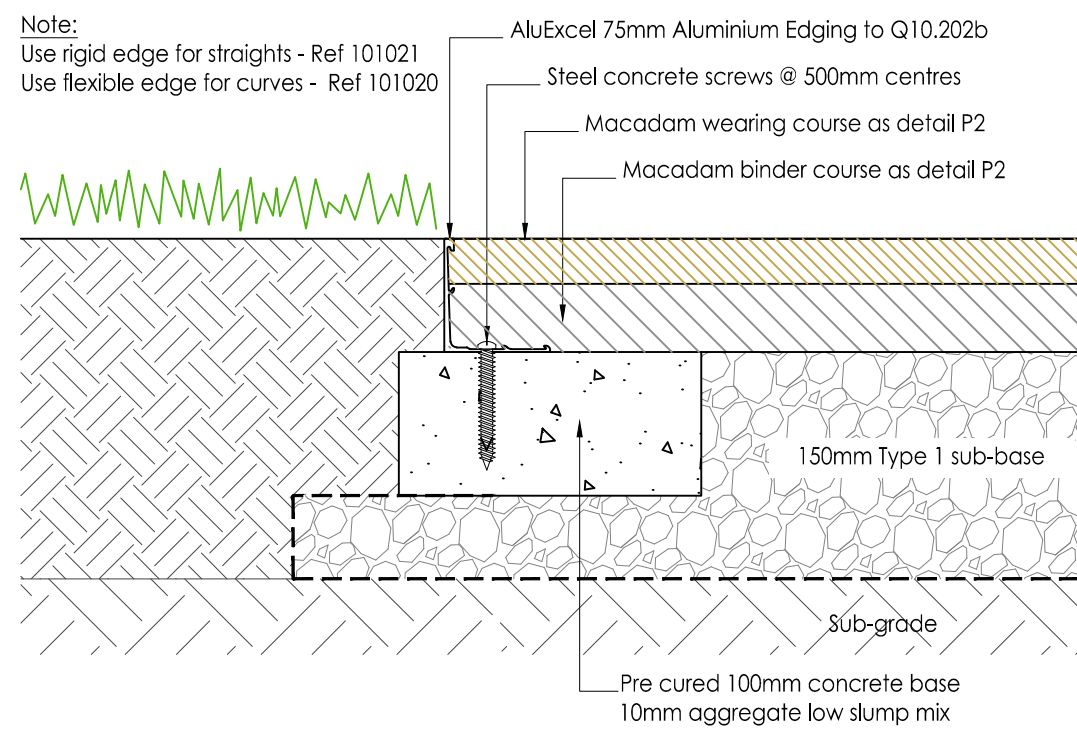 Note:
Use rigid edge for straights - Ref 101021
Use flexible edge for curves - Ref 101020
AluExcel 75mm Aluminium Edging to Q10.202b
Steel concrete screws @ 500mm centres
Macadam wearing course as detail P2
Macadam binder course as detail P2
150mm Type 1 sub-base
Sub-grade
Pre cured 100mm concrete base
10mm aggregate low slump mix